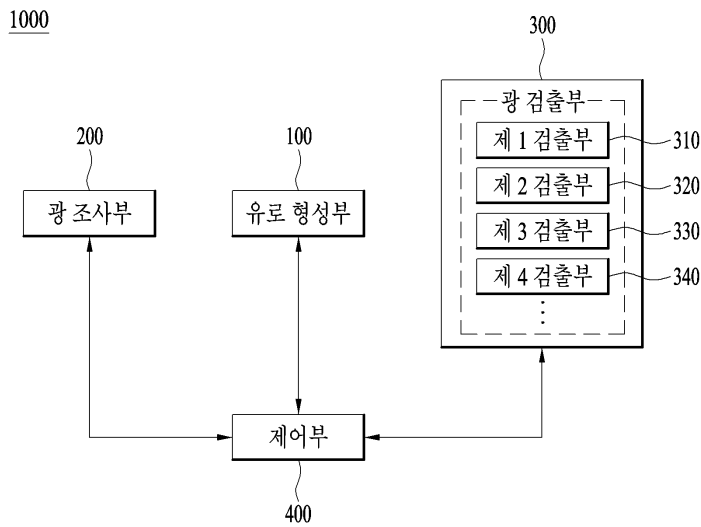 1000
300
광 검출부
200
100
제 1 검출부
310
제 2 검출부
320
광 조사부
유로 형성부
제 3 검출부
330
제 4 검출부
340
제어부
400